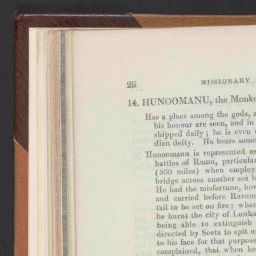 26 MISSIONARY
14. HUNOOMANU, the Monke
Has a place among the gods, a
his honour are seen, and in
shipped daily; he is even
dian deity. He bears some
Hunoomanu is represented as
battles of Ramu, particular
(500 miles) when employ
bridge across another sea b
He had the misfortune, how
and carried before Ravunu
tail to be set on fire; when
he burnt the city of Lunka
being able to extinguish
directed by Seeta to spit up
to his face for that purpose
complained, that when he